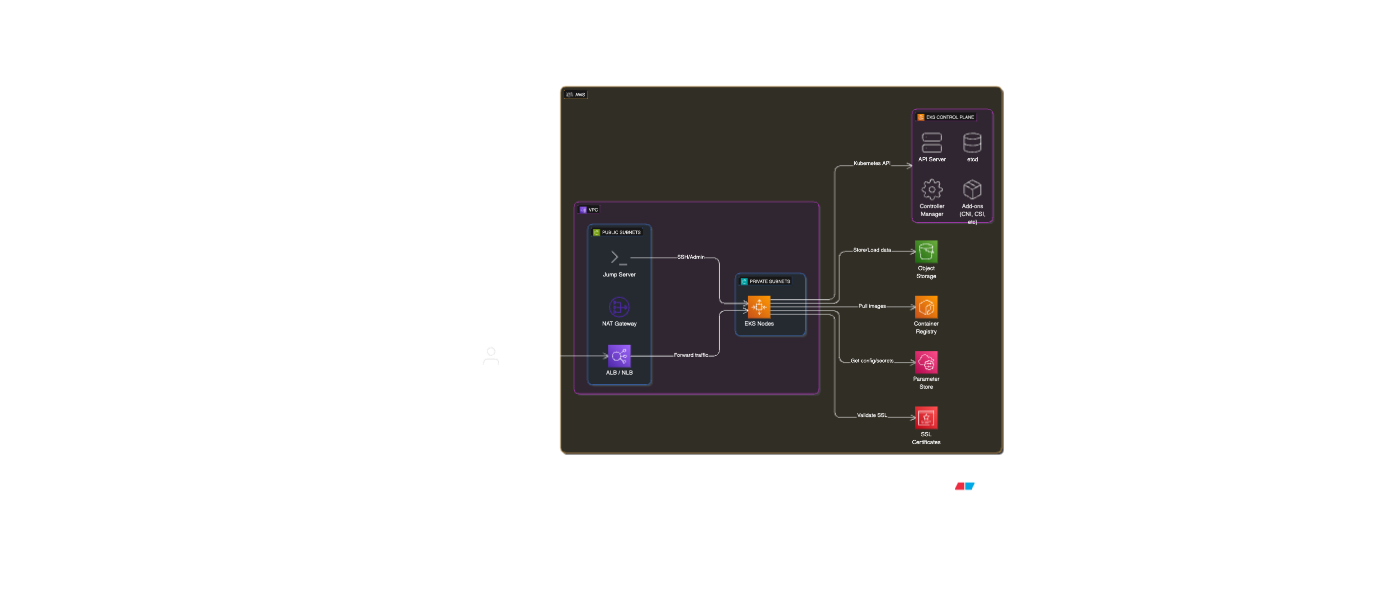 AWS
EKS CONTROL PLANE
API Server
etcd
Controller
Manager
Add-ons
(CNI, CSI,
etc)
Kubernetes API
VPC
PUBLIC SUBNETS
Jump Server
SSH/Admin
NAT Gateway
ALB / NLB
Forward traffic
PRIVATE SUBNETS
EKS Nodes
Store/Load data
Object
Storage
Pull images
Container
Registry
Get config/secrets
Parameter
Store
Validate SSL
SSL
Certificates